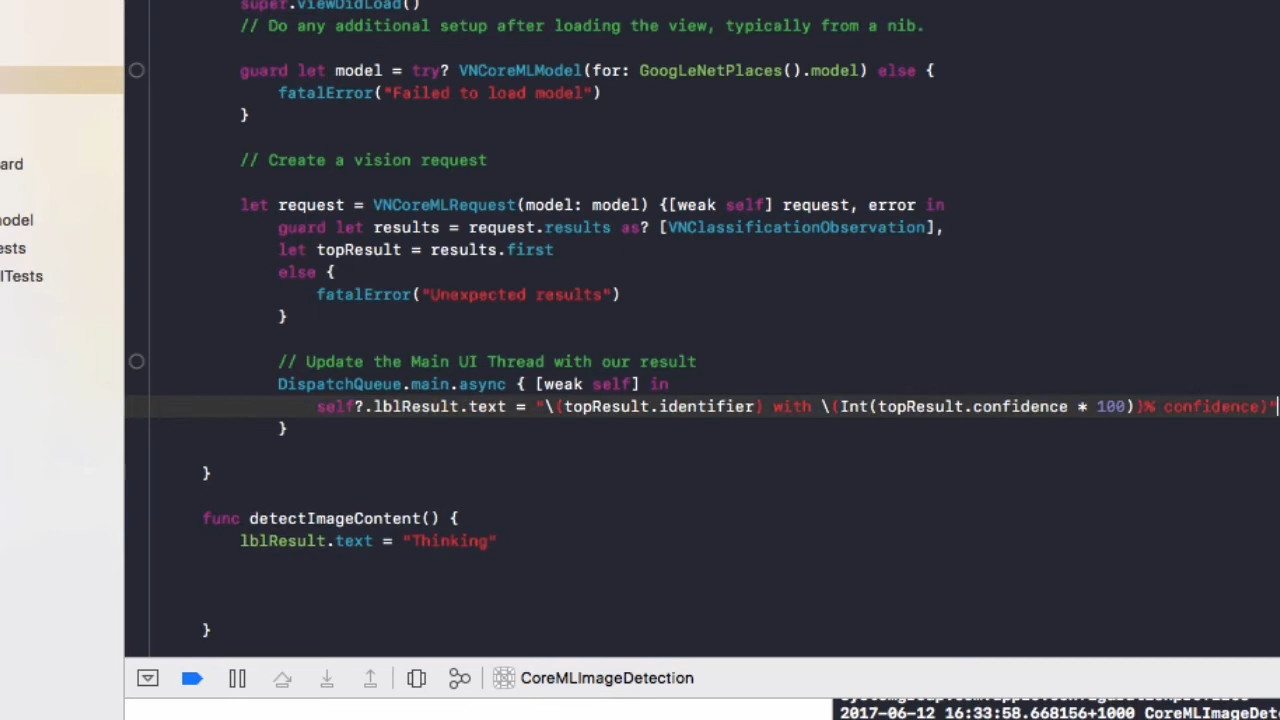 super.viewDidLoad()
// Do any additional setup after loading the view, typically from a nib.
guard let model = try? VNCoreMLModel(for: GoogLeNetPlaces().model) else {
fatalError("Failed to load model")
}
// Create a vision request
ard
let request = VNCoreMLRequest(model: model) {[weak self] request, error in
odel
guard let results = request.results as? [VNClassificationObservation],
ests
let topResult = results.first
else {
lTests
fatalError("Unexpected results")
}
// Update the Main UI Thread with our result
DispatchQueue.main.async { [weak self] in
self?.lblResult.text = "\(topResult.identifier) with \(Int(topResult.confidence * 100))% confidence)"
}
}
func detectImageContent() {
lblResult.text = "Thinking"
}
CoreMLImageDetection
2017-06-12 16:33:58.668156+1000 CoreMLImageDet